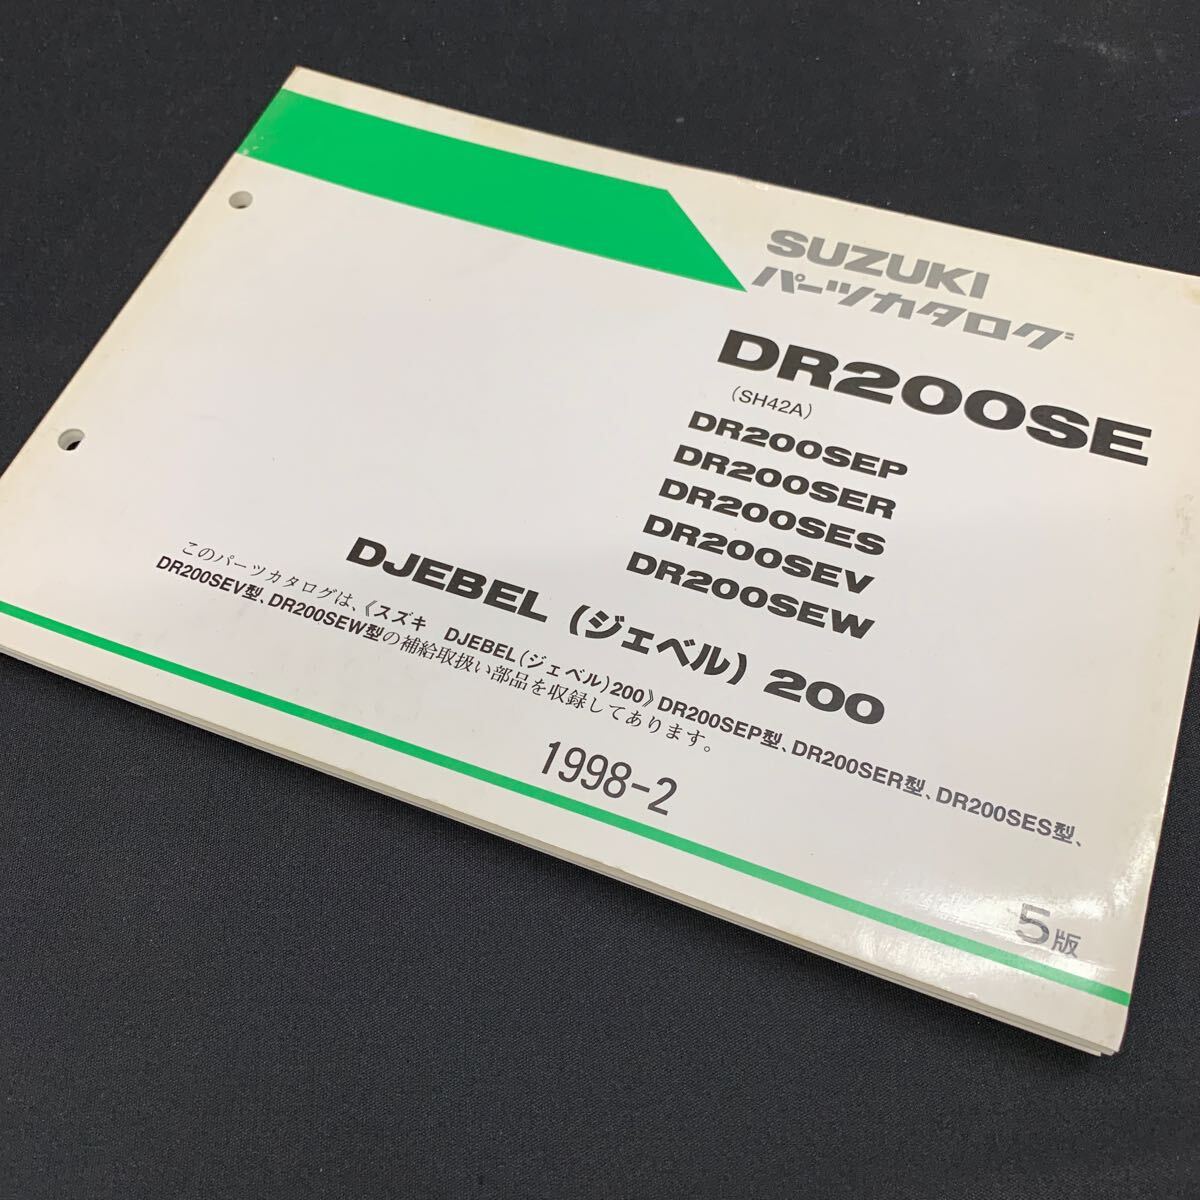 SUZUKI
パーツカタログ
DR200SE
(SH42A)
DR200SEP
DR200SER
DR200SES
DR200SEV
DR200SEW
DJEBEL (ジェベル) 200
このパーツカタログは、《スズキ　DJEBEL(ジェベル)200》DR200SEP型、DR200SER型、DR200SES型、
DR200SEV型、DR200SEW型の補給取扱い部品を収録してあります。
1998-2
5版